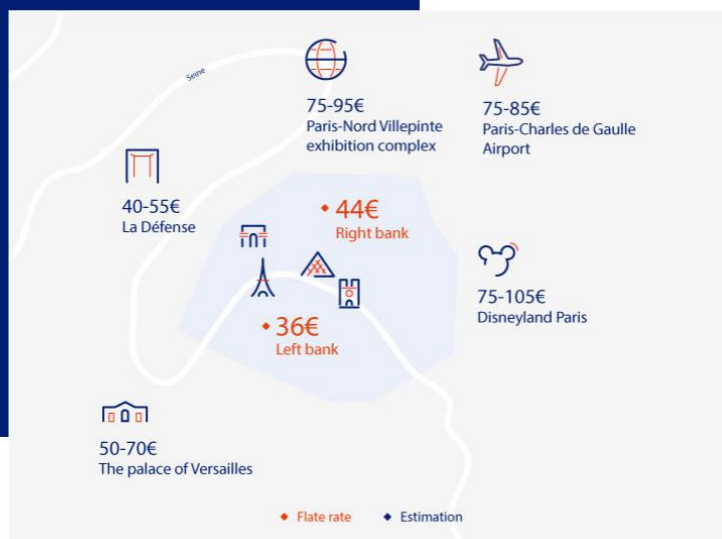 Seine
75-95€
Paris-Nord Villepinte
exhibition complex
75-85€
Paris-Charles de Gaulle
Airport
40-55€
La Défense
44€
Right bank
75-105€
Disneyland Paris
36€
Left bank
50-70€
The palace of Versailles
Flate rate
Estimation